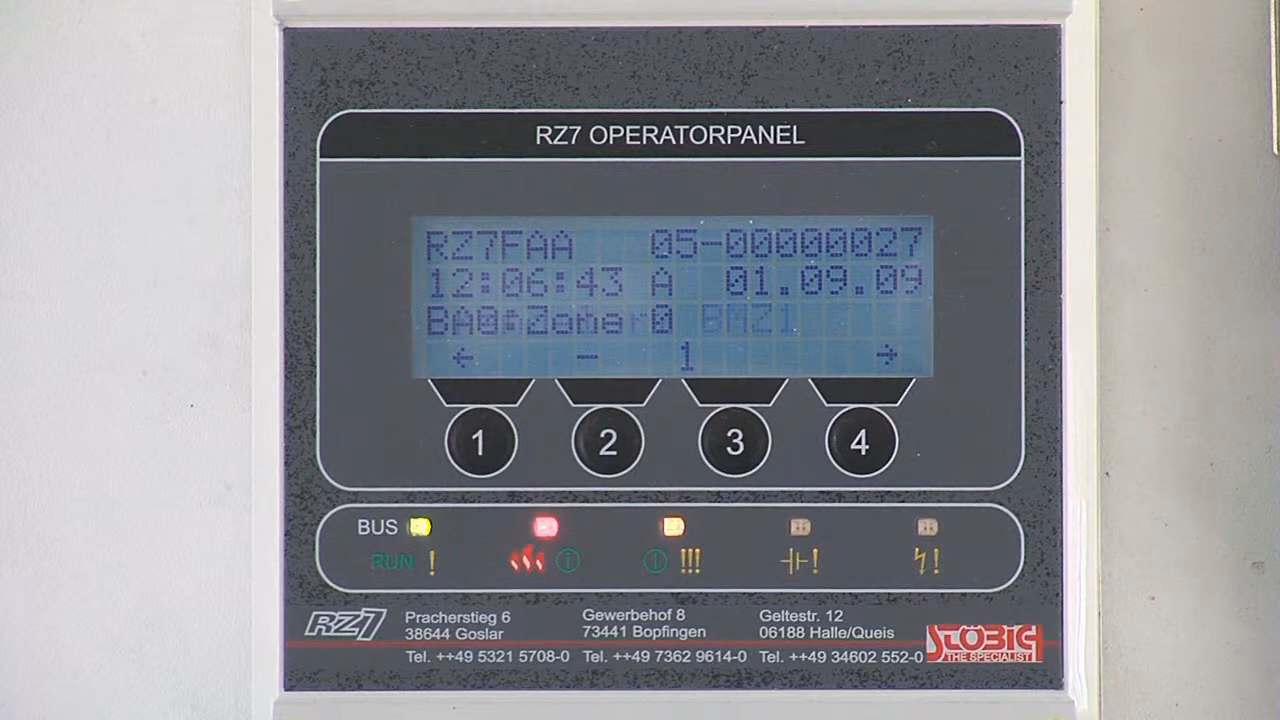 RZ7 OPERATORPANEL
RZ7FAA 05-00000027
12:06:43 A 01.09.09
BMZ1
← - 1 →
1 2 3 4
BUS
RUN ! !!! ! !
RZ7
Pracherstieg 6
38644 Goslar
Tel. ++49 5321 5708-0
Gewerbehof 8
73441 Bopfingen
Tel. ++49 7362 9614-0
Geltestr. 12
06188 Halle/Queis
Tel. ++49 34602 552-0
STÖBICH
THE SPECIALIST